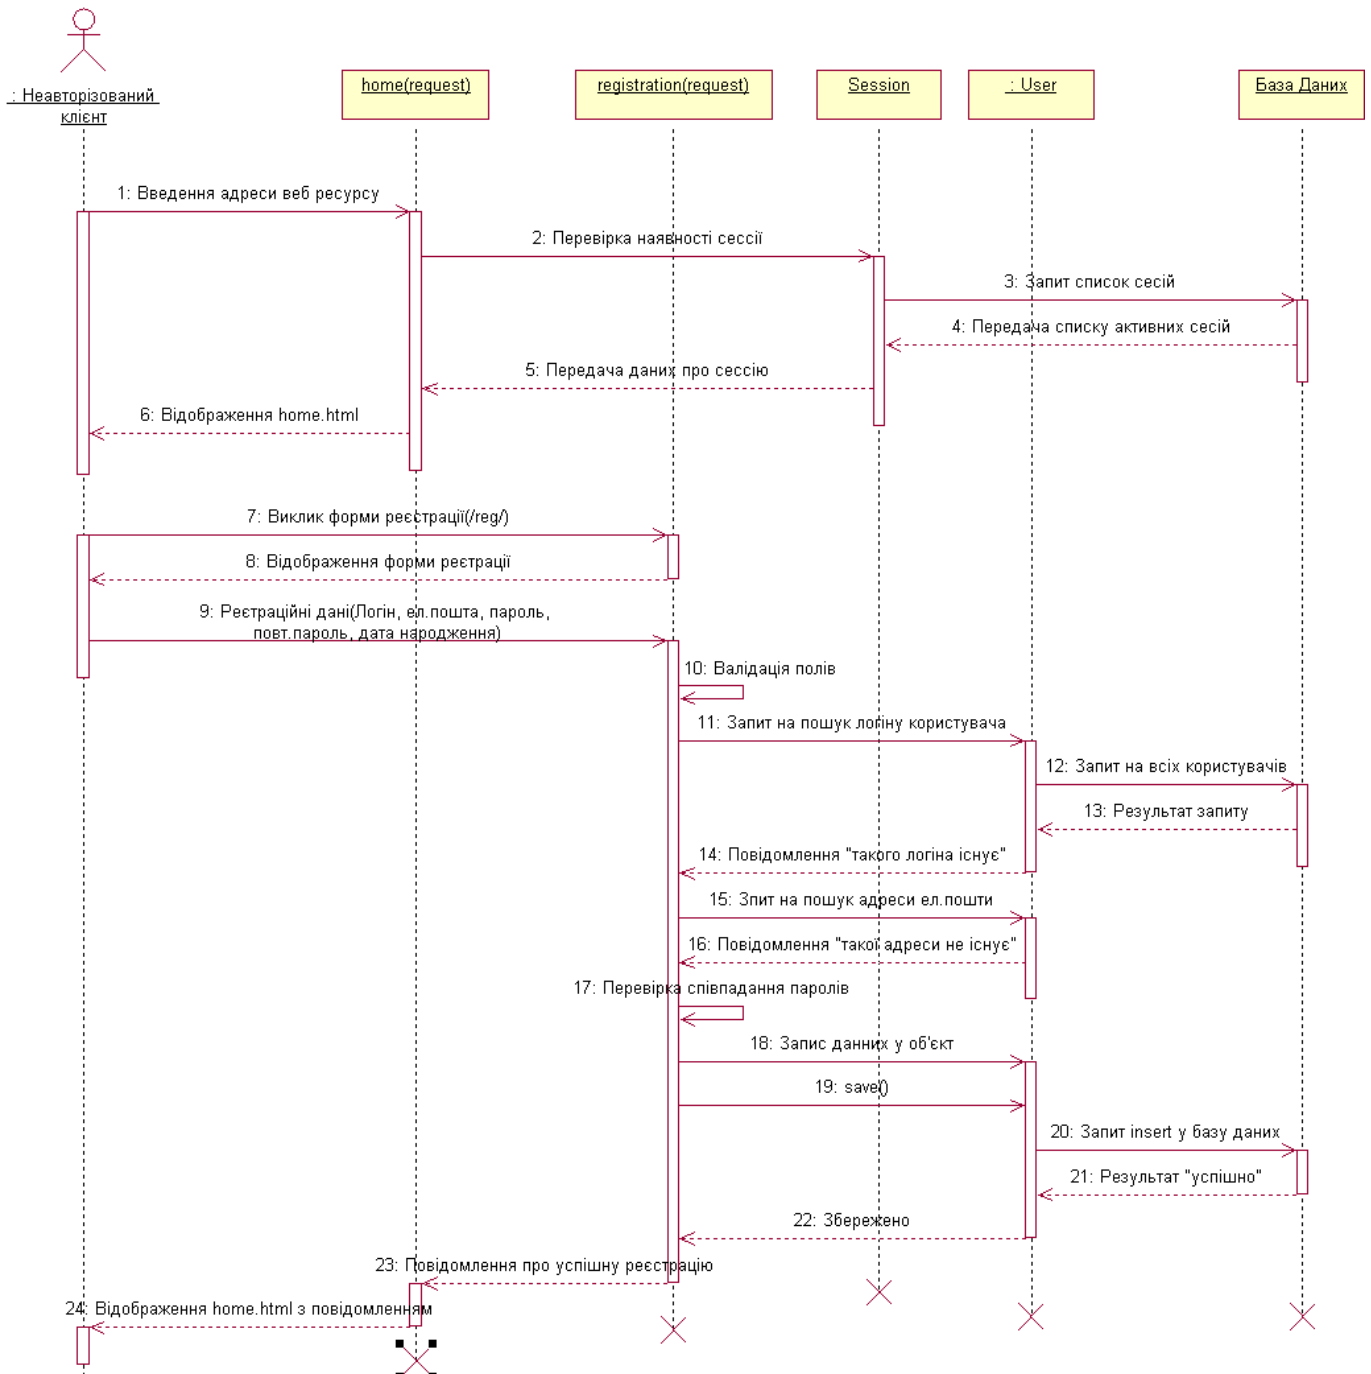 : Неавторізований
клієнт
home(request)
registration(request)
Session
: User
База Даних
1: Введення адреси веб ресурсу
2: Перевірка наявності сессії
3: Запит список сесій
4: Передача списку активних сесій
5: Передача даних про сессію
6: Відображення home.html
7: Виклик форми реєстрації(/reg/)
8: Відображення форми реєтрації
9: Реєтраційні дані(Логін, ел.пошта, пароль,
повт.пароль, дата народження)
10: Валідація полів
11: Запит на пошук логіну користувача
12: Запит на всіх користувачів
13: Результат запиту
14: Повідомлення "такого логіна існує"
15: Зпит на пошук адреси ел.пошти
16: Повідомлення "такої адреси не існує"
17: Перевірка співпадання паролів
18: Запис данних у об'єкт
19: save()
20: Запит insert у базу даних
21: Результат "успішно"
22: Збережено
23: Повідомлення про успішну реєстрацію
24: Відображення home.html з повідомленням